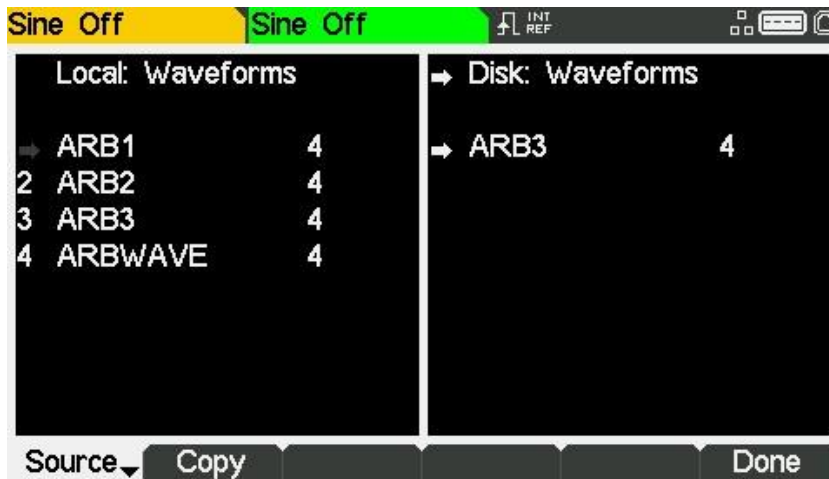 Sine Off Sine Off INT REF
Local: Waveforms
ARB1 4
2 ARB2 4
3 ARB3 4
4 ARBWAVE 4
Disk: Waveforms
ARB3 4
Source Copy Done